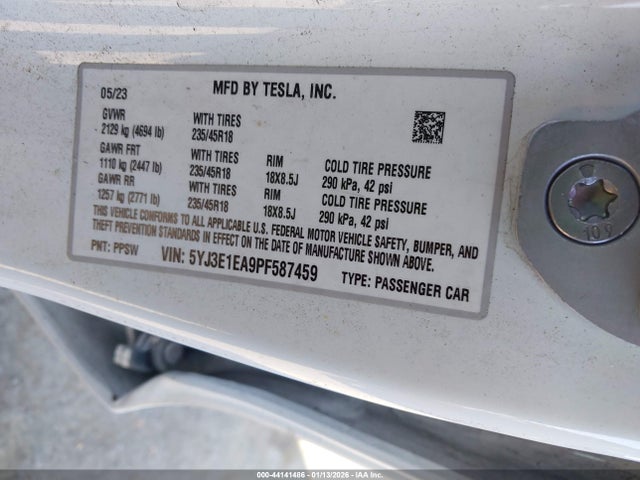 05/23 MFD BY TESLA, INC.
GVWR WITH TIRES
2129 kg (4694 lb) 235/45R18
GAWR FRT WITH TIRES RIM COLD TIRE PRESSURE
1110 kg (2447 lb) 235/45R18 18X8.5J 290 kPa, 42 psi
GAWR RR WITH TIRES RIM COLD TIRE PRESSURE
1257 kg (2771 lb) 235/45R18 18X8.5J 290 kPa, 42 psi
THIS VEHICLE CONFORMS TO ALL APPLICABLE U.S. FEDERAL MOTOR VEHICLE SAFETY, BUMPER, AND
THEFT PREVENTION STANDARDS IN EFFECT ON THE DATE OF MANUFACTURE SHOWN ABOVE.
PNT: PPSW VIN: 5YJ3E1EA9PF587459 TYPE: PASSENGER CAR
10 9
000-44141486 - 01/13/2026 - IAAI.COM